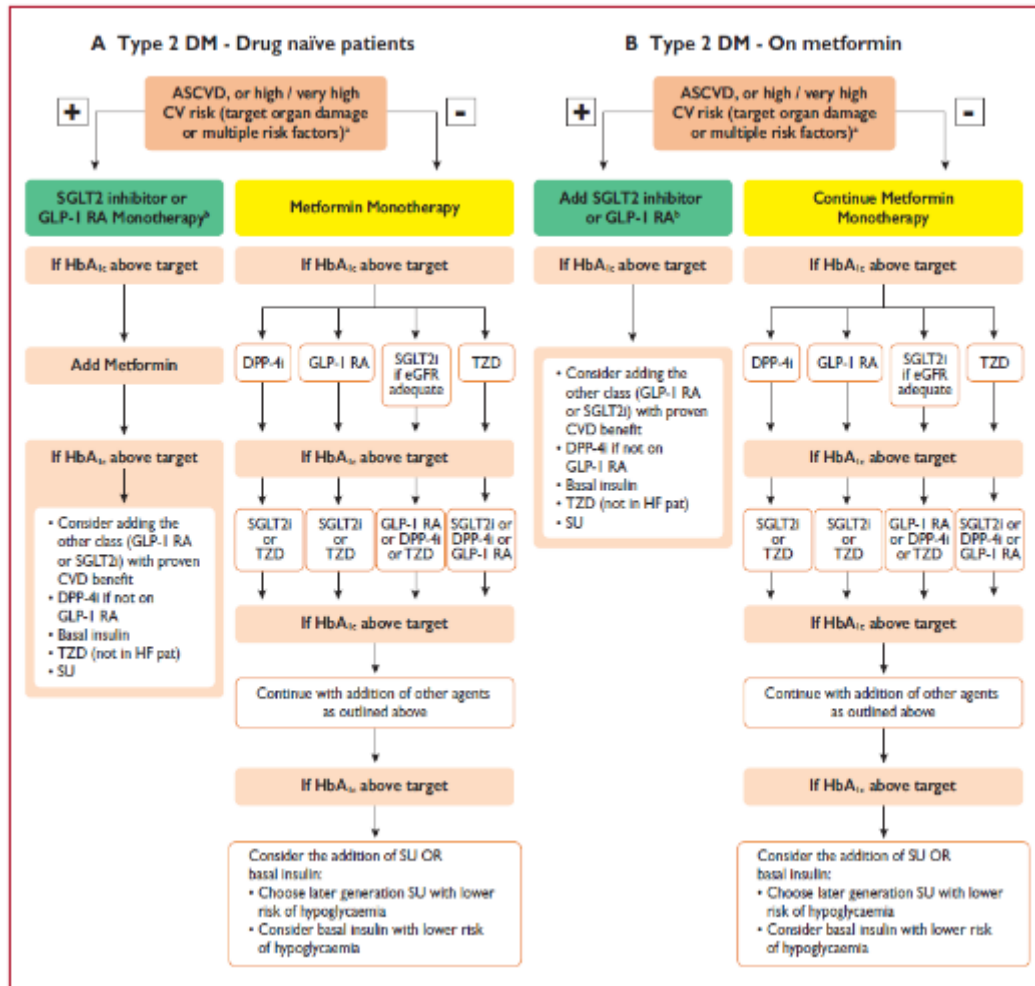 A Type 2 DM - Drug naïve patients
+
ASCVD, or high / very high
CV risk (target organ damage
or multiple risk factors)ᵃ
-
SGLT2 inhibitor or
GLP-1 RA Monotherapyᵇ
Metformin Monotherapy
If HbA₁c above target
If HbA₁c above target
Add Metformin
DPP-4i
GLP-1 RA
SGLT2i
if eGFR
adequate
TZD
If HbA₁c above target
• Consider adding the
other class (GLP-1 RA
or SGLT2i) with proven
CVD benefit
• DPP-4i if not on
GLP-1 RA
• Basal insulin
• TZD (not in HF pat)
• SU
If HbA₁c above target
SGLT2i
or
TZD
SGLT2i
or
TZD
GLP-1 RA
or DPP-4i
or TZD
SGLT2i or
DPP-4i or
GLP-1 RA
If HbA₁c above target
Continue with addition of other agents
as outlined above
If HbA₁c above target
Consider the addition of SU OR
basal insulin:
• Choose later generation SU with lower
risk of hypoglycaemia
• Consider basal insulin with lower risk
of hypoglycaemia
B Type 2 DM - On metformin
+
ASCVD, or high / very high
CV risk (target organ damage
or multiple risk factors)ᵃ
-
Add SGLT2 inhibitor
or GLP-1 RAᵇ
Continue Metformin
Monotherapy
If HbA₁c above target
If HbA₁c above target
• Consider adding the
other class (GLP-1 RA
or SGLT2i) with proven
CVD benefit
• DPP-4i if not on
GLP-1 RA
• Basal insulin
• TZD (not in HF pat)
• SU
DPP-4i
GLP-1 RA
SGLT2i
if eGFR
adequate
TZD
If HbA₁c above target
SGLT2i
or
TZD
SGLT2i
or
TZD
GLP-1 RA
or DPP-4i
or TZD
SGLT2i or
DPP-4i or
GLP-1 RA
If HbA₁c above target
Continue with addition of other agents
as outlined above
If HbA₁c above target
Consider the addition of SU OR
basal insulin:
• Choose later generation SU with lower
risk of hypoglycaemia
• Consider basal insulin with lower risk
of hypoglycaemia